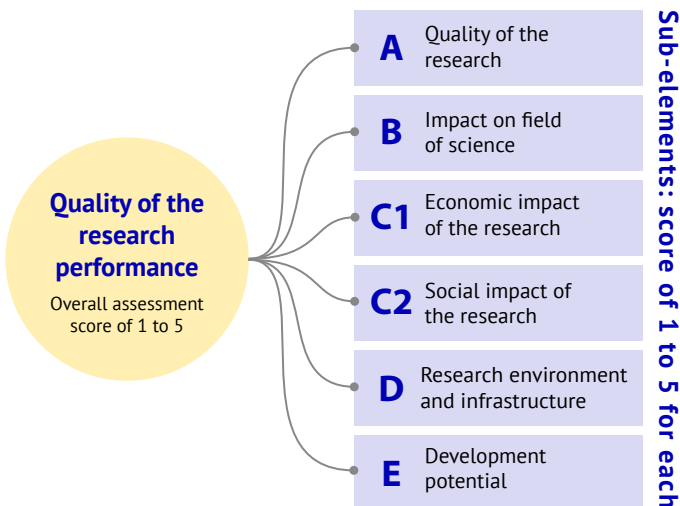 Quality of the
research
performance
Overall assessment
score of 1 to 5
A
Quality of the
research
B
Impact on field
of science
C1
Economic impact
of the research
C2
Social impact of
the research
D
Research environment
and infrastructure
E
Development
potential
Sub-elements: score of 1 to 5 for each